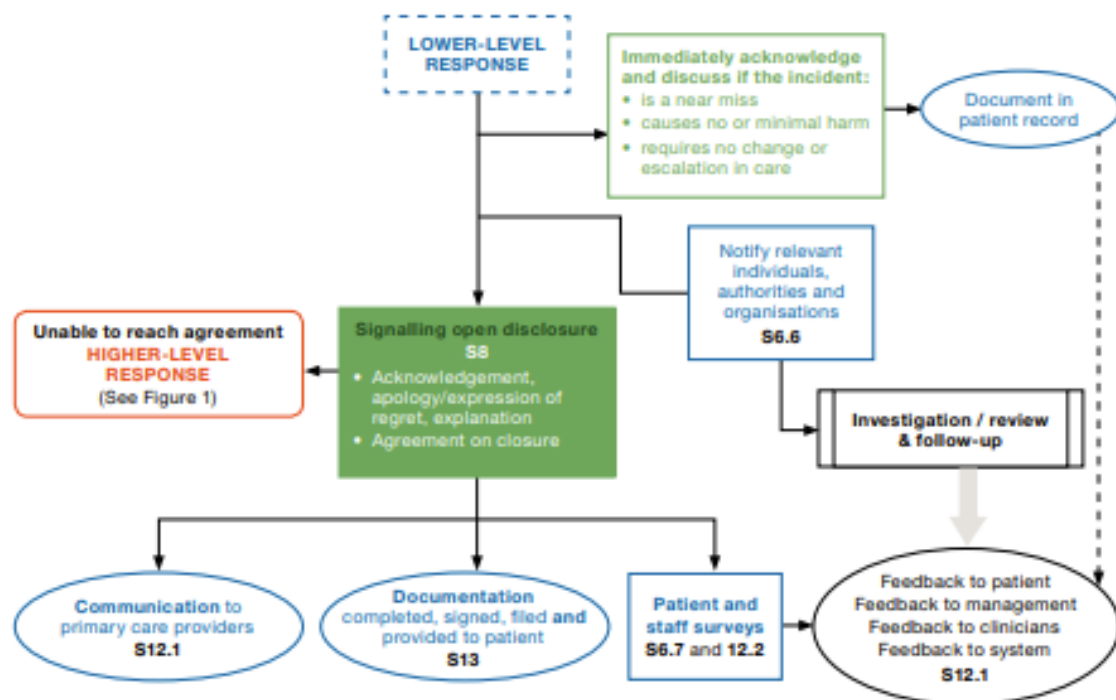 LOWER-LEVEL
RESPONSE
Immediately acknowledge
and discuss if the incident:
• is a near miss
• causes no or minimal harm
• requires no change or
escalation in care
Document in
patient record
Notify relevant
individuals,
authorities and
organisations
S6.6
Unable to reach agreement
HIGHER-LEVEL
RESPONSE
(See Figure 1)
Signalling open disclosure
S8
• Acknowledgement,
apology/expression of
regret, explanation
• Agreement on closure
Investigation / review
& follow-up
Communication to
primary care providers
S12.1
Documentation
completed, signed, filed and
provided to patient
S13
Patient and
staff surveys
S6.7 and 12.2
Feedback to patient
Feedback to management
Feedback to clinicians
Feedback to system
S12.1